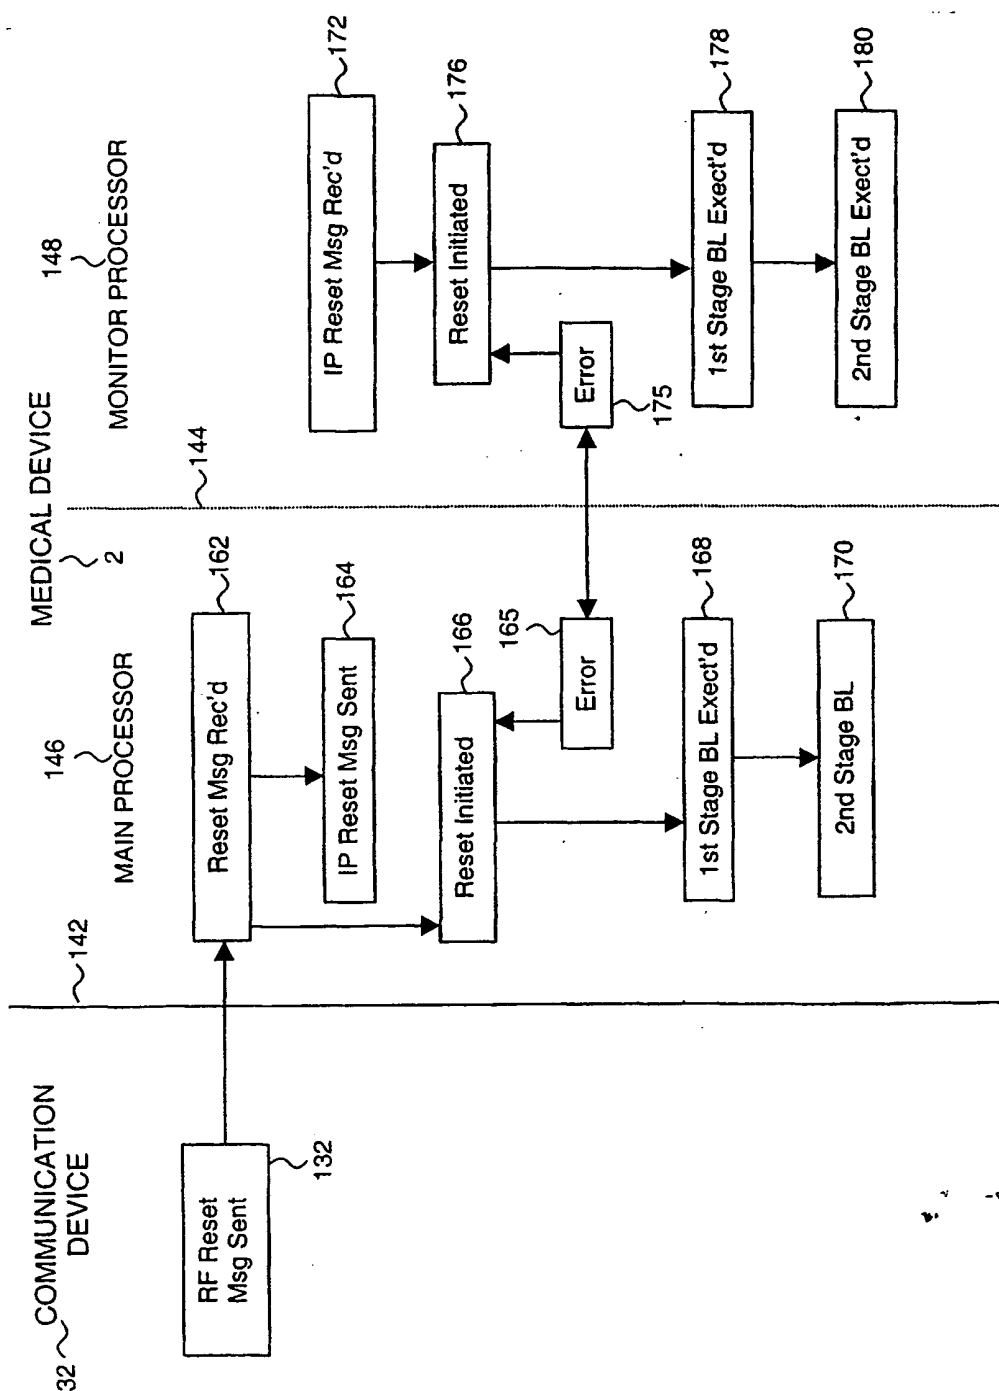 32 COMMUNICATION
DEVICE
142
MEDICAL DEVICE
2
146
MAIN PROCESSOR
144
148
MONITOR PROCESSOR
RF Reset
Msg Sent
132
Reset Msg Rec'd
162
IP Reset Msg Sent
164
Reset Initiated
166
Error
165
1st Stage BL Exect'd
168
2nd Stage BL
170
IP Reset Msg Rec'd
172
Reset Initiated
176
Error
175
1st Stage BL Exect'd
178
2nd Stage BL Exect'd
180